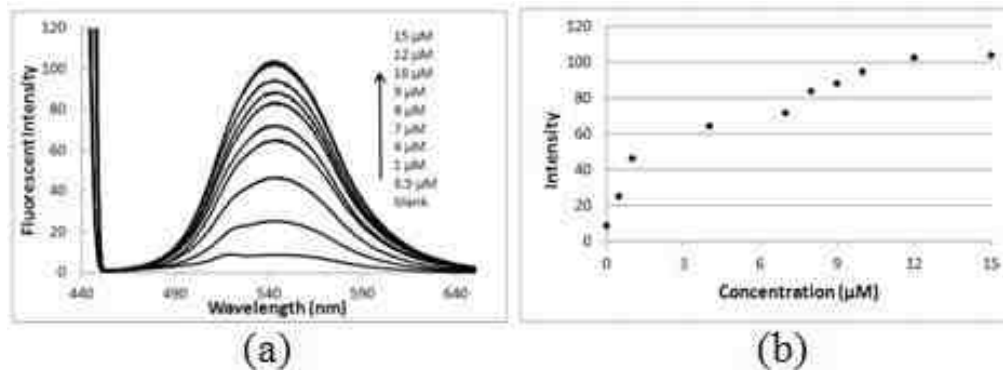 120
100
80
60
40
20
0
Fluorescent Intensity
440 490 540 590 640
Wavelength (nm)
15 µM
12 µM
10 µM
9 µM
8 µM
7 µM
1 µM
0.5 µM
blank
(a)
120
100
80
60
40
20
0
Intensity
0 3 6 9 12 15
Concentration (µM)
(b)